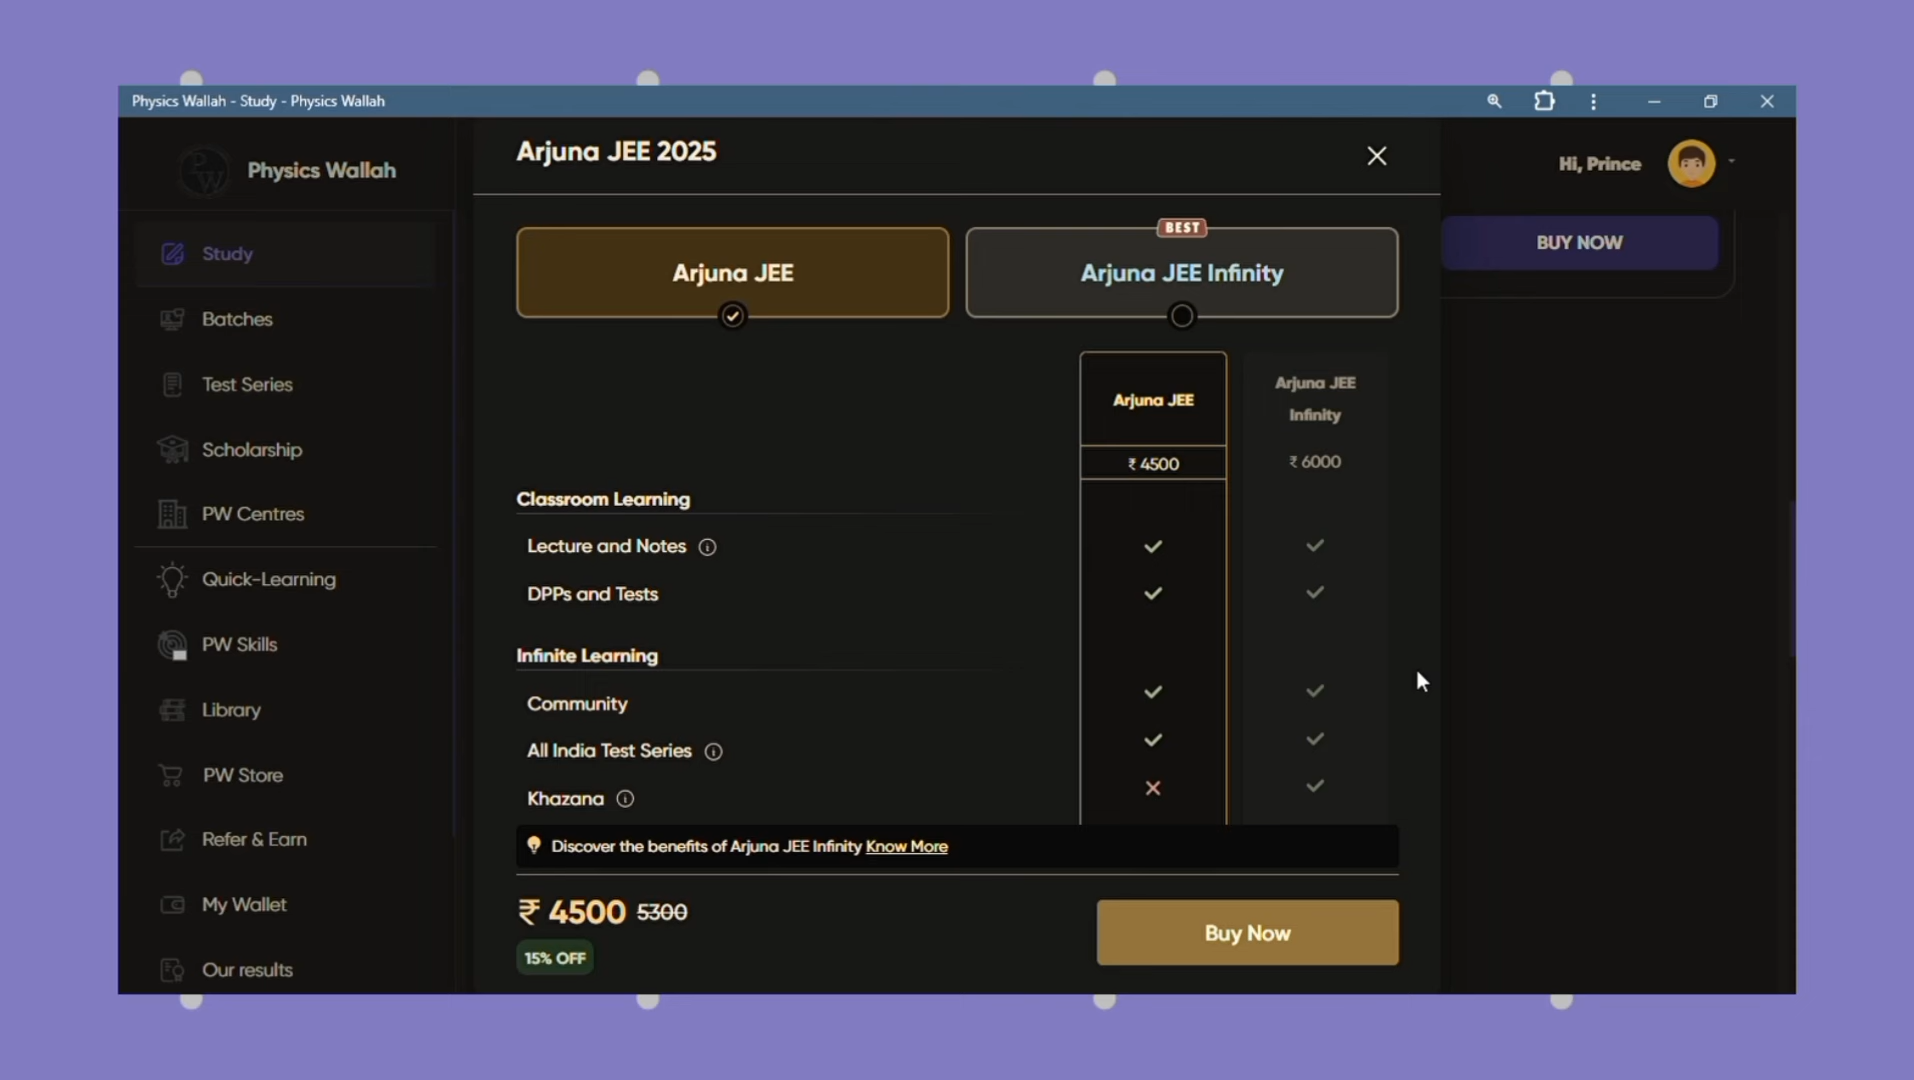 Physics Wallah - Study - Physics Wallah
Physics Wallah
Study
Batches
Test Series
Scholarship
PW Centres
Quick-Learning
PW Skills
Library
PW Store
Refer & Earn
My Wallet
Our results
Arjuna JEE 2025
Arjuna JEE
BEST
Arjuna JEE Infinity
Arjuna JEE
₹ 4500
Arjuna JEE
Infinity
₹ 6000
Classroom Learning
Lecture and Notes
DPPs and Tests
Infinite Learning
Community
All India Test Series
Khazana
Discover the benefits of Arjuna JEE Infinity Know More
₹ 4500 5300
15% OFF
Buy Now
Hi, Prince
BUY NOW